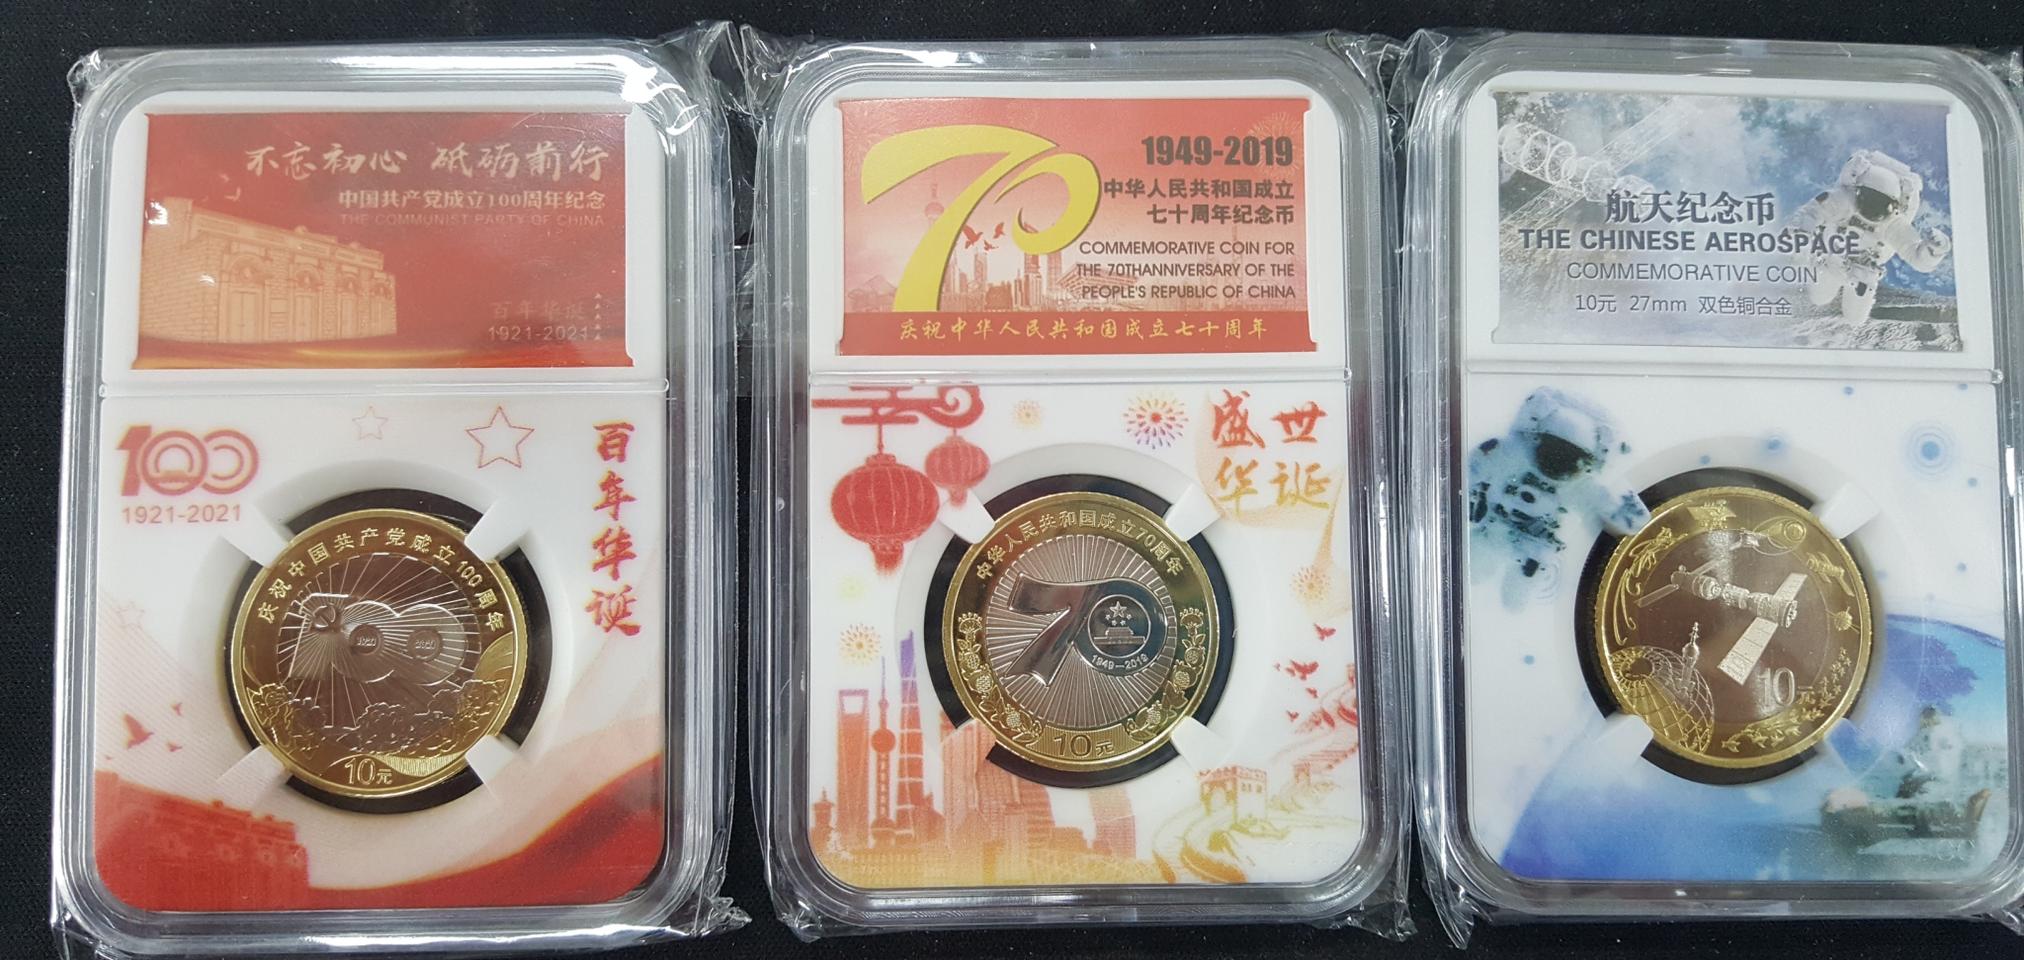 不忘初心 砥砺前行
中国共产党成立100周年纪念
THE COMMUNIST PARTY OF CHINA
百年华诞
1921-2021
100
1921-2021
百年华诞
庆祝中国共产党成立100周年
100
1921
2021
10元
70
1949-2019
中华人民共和国成立
七十周年纪念币
COMMEMORATIVE COIN FOR
THE 70THANNIVERSARY OF THE
PEOPLE'S REPUBLIC OF CHINA
庆祝中华人民共和国成立七十周年
盛世
华诞
中华人民共和国成立70周年
70
1949—2019
10元
航天纪念币
THE CHINESE AEROSPACE
COMMEMORATIVE COIN
10元 27mm 双色铜合金
10元